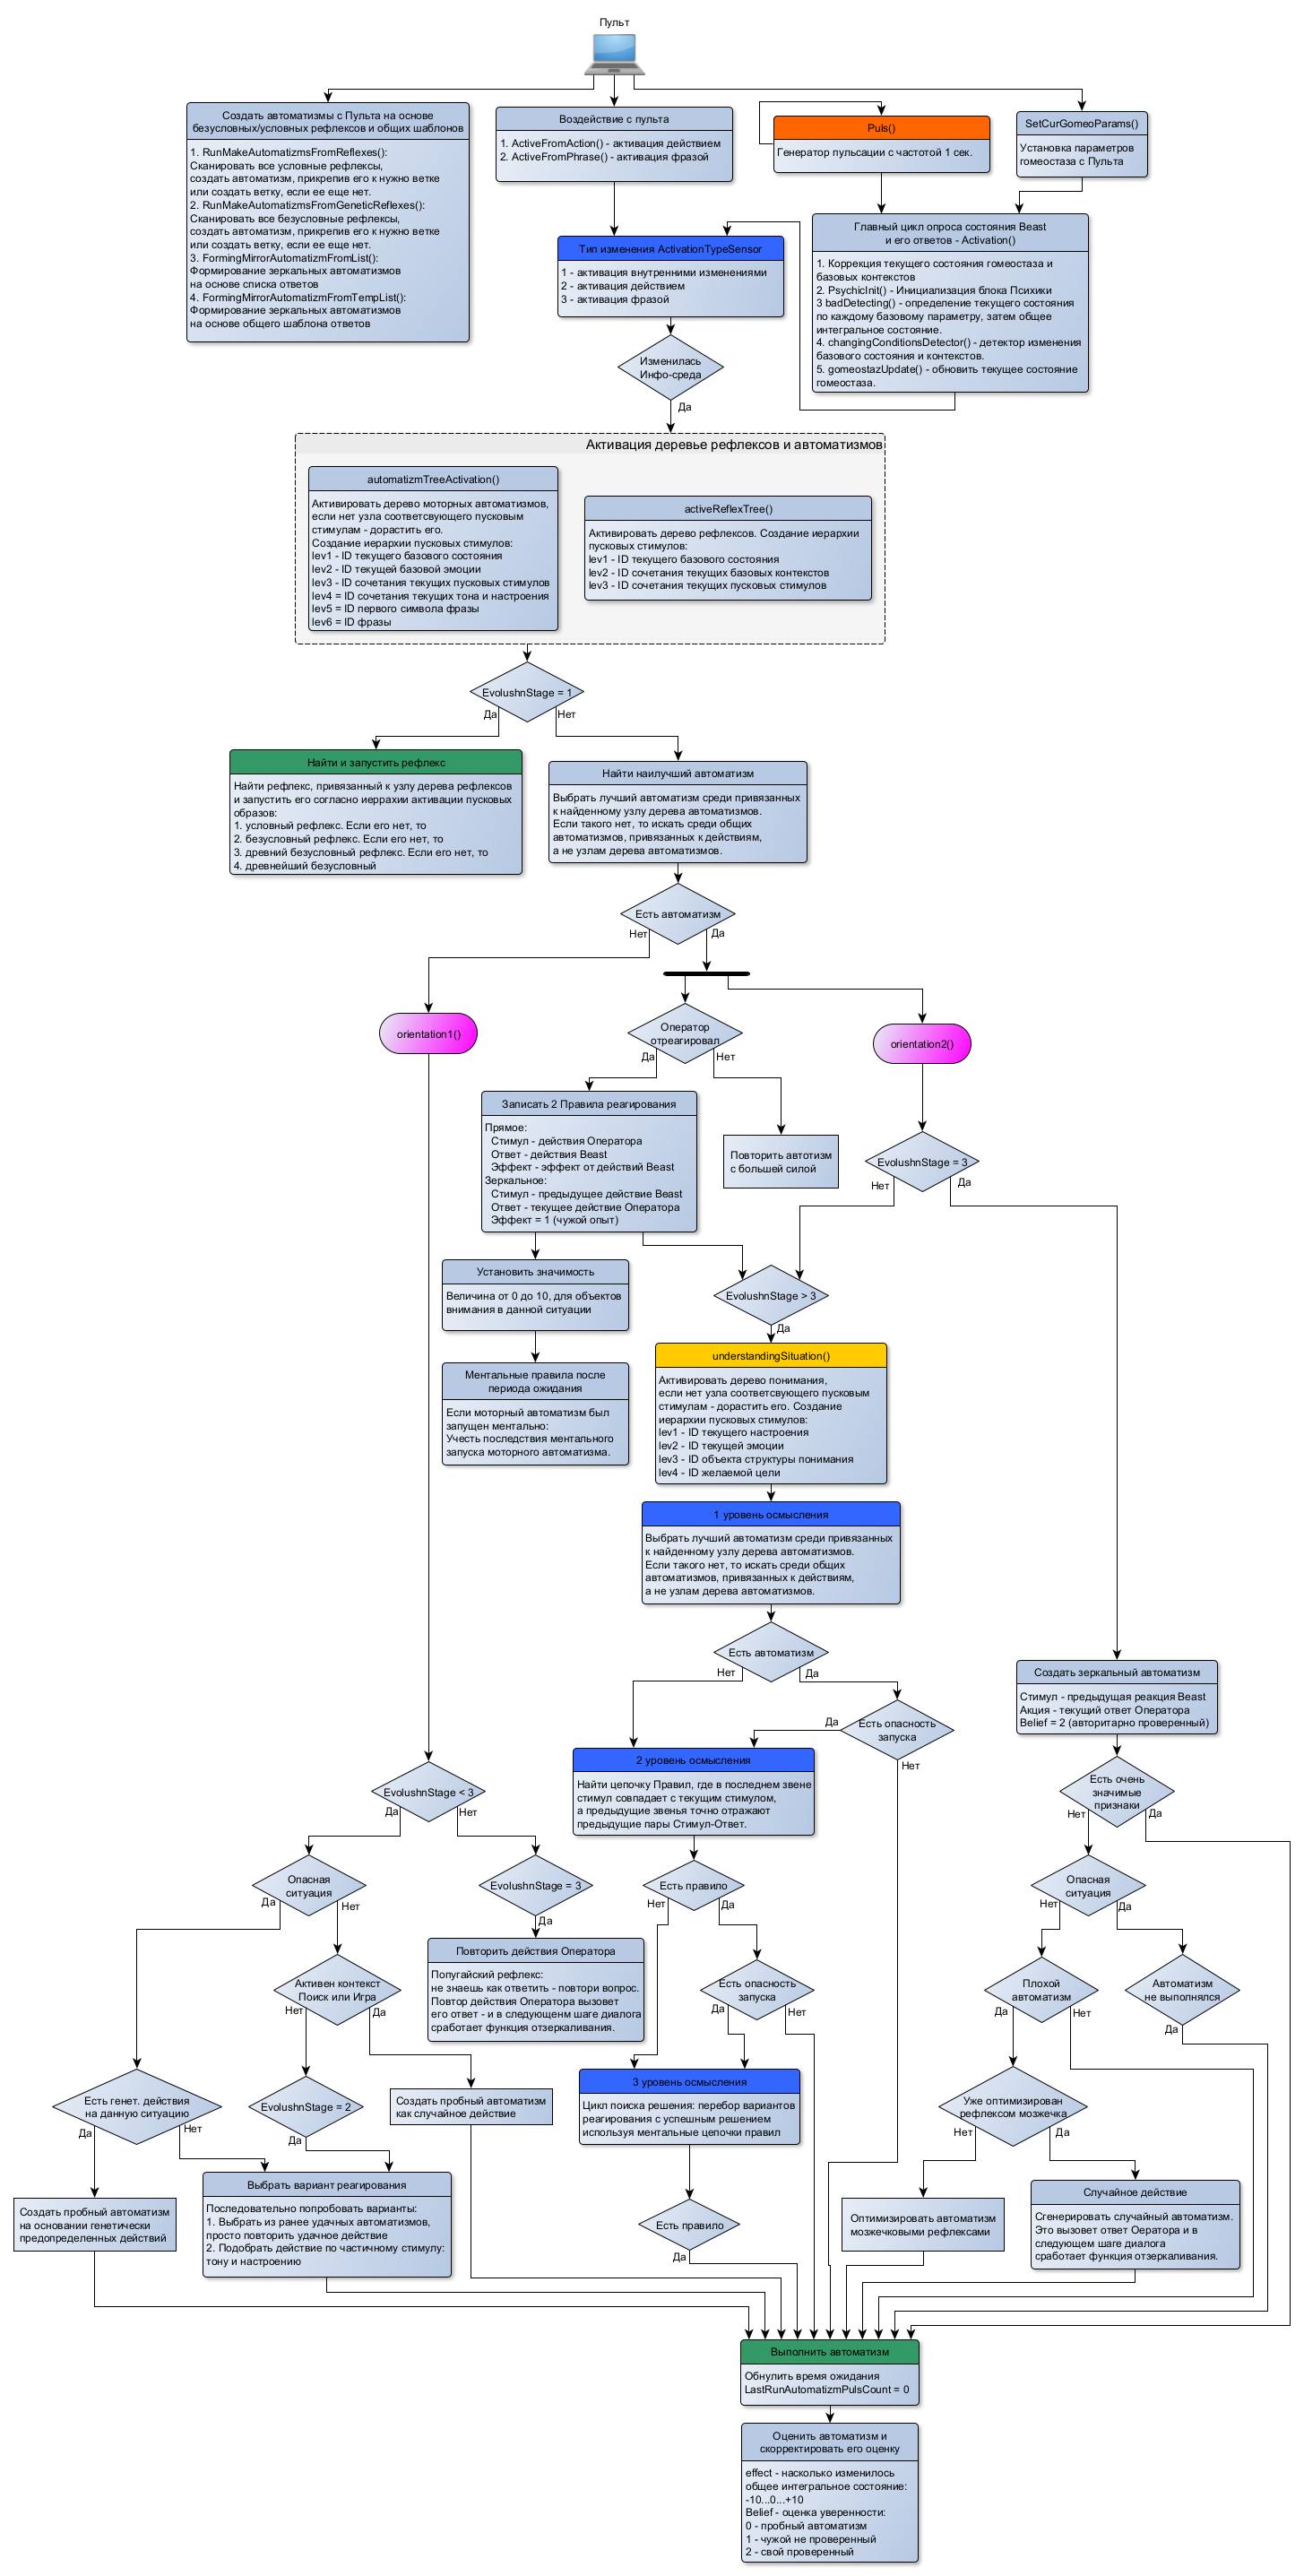 Пульт
Создать автоматизмы с Пульта на основе
безусловных/условных рефлексов и общих шаблонов
1. RunMakeAutomatizmsFromReflexes():
Сканировать все условные рефлексы,
создать автоматизм, прикрепив его к нужно ветке
или создать ветку, если ее еще нет.
2. RunMakeAutomatizmsFromGeneticReflexes():
Сканировать все безусловные рефлексы,
создать автоматизм, прикрепив его к нужно ветке
или создать ветку, если ее еще нет.
3. FormingMirrorAutomatizmFromList():
Формирование зеркальных автоматизмов
на основе списка ответов
4. FormingMirrorAutomatizmFromTempList():
Формирование зеркальных автоматизмов
на основе общего шаблона ответов
Воздействие с пульта
1. ActiveFromAction() - активация действием
2. ActiveFromPhrase() - активация фразой
Puls()
Генератор пульсации с частотой 1 сек.
SetCurGomeoParams()
Установка параметров
гомеостаза с Пульта
Тип изменения ActivationTypeSensor
1 - активация внутренними изменениями
2 - активация действием
3 - активация фразой
Главный цикл опроса состояния Beast
и его ответов - Activation()
1. Коррекция текущего состояния гомеостаза и
базовых контекстов
2. PsychicInit() - Инициализация блока Психики
3 badDetecting() - определение текущего состояния
по каждому базовому параметру, затем общее
интегральное состояние.
4. changingConditionsDetector() - детектор изменения
базового состояния и контекстов.
5. gomeostazUpdate() - обновить текущее состояние
гомеостаза.
Изменилась
Инфо-среда
Да
Активация деревье рефлексов и автоматизмов
automatizmTreeActivation()
Активировать дерево моторных автоматизмов,
если нет узла соответсвующего пусковым
стимулам - дорастить его.
Создание иерархии пусковых стимулов:
lev1 - ID текущего базового состояния
lev2 - ID текущей базовой эмоции
lev3 - ID сочетания текущих пусковых стимулов
lev4 = ID сочетания текущих тона и настроения
lev5 = ID первого символа фразы
lev6 = ID фразы
activeReflexTree()
Активировать дерево рефлексов. Создание иерархии
пусковых стимулов:
lev1 - ID текущего базового состояния
lev2 - ID сочетания текущих базовых контекстов
lev3 - ID сочетания текущих пусковых стимулов
EvolushnStage = 1
Да
Нет
Найти и запустить рефлекс
Найти рефлекс, привязанный к узлу дерева рефлексов
и запустить его согласно иеррахии активации пусковых
образов:
1. условный рефлекс. Если его нет, то
2. безусловный рефлекс. Если его нет, то
3. древний безусловный рефлекс. Если его нет, то
4. древнейший безусловный
Найти наилучший автоматизм
Выбрать лучший автоматизм среди привязанных
к найденному узлу дерева автоматизмов.
Если такого нет, то искать среди общих
автоматизмов, привязанных к действиям,
а не узлам дерева автоматизмов.
Есть автоматизм
Нет
Да
orientation1()
Оператор
отреагировал
Да
Нет
orientation2()
Записать 2 Правила реагирования
Прямое:
Стимул - действия Оператора
Ответ - действия Beast
Эффект - эффект от действий Beast
Зеркальное:
Стимул - предыдущее действие Beast
Ответ - текущее действие Оператора
Эффект = 1 (чужой опыт)
Повторить автотизм
с большей силой
EvolushnStage = 3
Нет
Да
Установить значимость
Величина от 0 до 10, для объектов
внимания в данной ситуации
EvolushnStage > 3
Да
Ментальные правила после
периода ожидания
Если моторный автоматизм был
запущен ментально:
Учесть последствия ментального
запуска моторного автоматизма.
understandingSituation()
Активировать дерево понимания,
если нет узла соответсвующего пусковым
стимулам - дорастить его. Создание
иерархии пусковых стимулов:
lev1 - ID текущего настроения
lev2 - ID текущей эмоции
lev3 - ID объекта структуры понимания
lev4 - ID желаемой цели
1 уровень осмысления
Выбрать лучший автоматизм среди привязанных
к найденному узлу дерева автоматизмов.
Если такого нет, то искать среди общих
автоматизмов, привязанных к действиям,
а не узлам дерева автоматизмов.
Есть автоматизм
Нет
Да
Создать зеркальный автоматизм
Стимул - предыдущая реакция Beast
Акция - текущий ответ Оператора
Belief = 2 (авторитарно проверенный)
Есть опасность
запуска
Да
Нет
2 уровень осмысления
Найти цепочку Правил, где в последнем звене
стимул совпадает с текущим стимулом,
а предыдущие звенья точно отражают
предыдущие пары Стимул-Ответ.
EvolushnStage < 3
Да
Нет
Есть очень
значимые
признаки
Нет
Да
Опасная
ситуация
Да
Нет
EvolushnStage = 3
Да
Есть правило
Нет
Да
Опасная
ситуация
Нет
Да
Повторить действия Оператора
Попугайский рефлекс:
не знаешь как ответить - повтори вопрос.
Повтор действия Оператора вызовет
его ответ - и в следующенм шаге диалога
сработает функция отзеркаливания.
Активен контекст
Поиск или Игра
Нет
Да
Есть опасность
запуска
Да
Нет
Плохой
автоматизм
Да
Нет
Автоматизм
не выполнялся
Да
Есть генет. действия
на данную ситуацию
Да
Нет
EvolushnStage = 2
Да
Создать пробный автоматизм
как случайное действие
3 уровень осмысления
Цикл поиска решения: перебор вариантов
реагирования с успешным решением
используя ментальные цепочки правил
Уже оптимизирован
рефлексом мозжечка
Нет
Да
Создать пробный автоматизм
на основании генетически
предопределенных действий
Выбрать вариант реагирования
Последовательно попробовать варианты:
1. Выбрать из ранее удачных автоматизмов,
просто повторить удачное действие
2. Подобрать действие по частичному стимулу:
тону и настроению
Есть правило
Да
Оптимизировать автоматизм
мозжечковыми рефлексами
Случайное действие
Сгенерировать случайный автоматизм.
Это вызовет ответ Оератора и в
следующем шаге диалога
сработает функция отзеркаливания.
Выполнить автоматизм
Обнулить время ожидания
LastRunAutomatizmPulsCount = 0
Оценить автоматизм и
скорректировать его оценку
effect - насколько изменилось
общее интегральное состояние:
-10...0...+10
Belief - оценка уверенности:
0 - пробный автоматизм
1 - чужой не проверенный
2 - свой проверенный